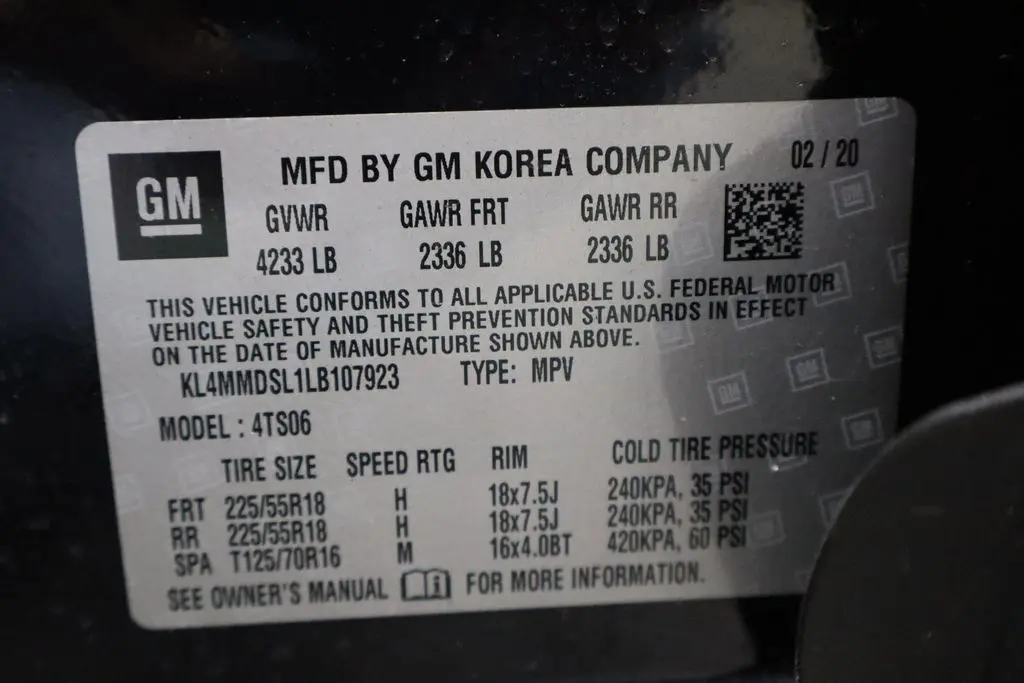 GM
MFD BY GM KOREA COMPANY 02 / 20
GVWR GAWR FRT GAWR RR
4233 LB 2336 LB 2336 LB
THIS VEHICLE CONFORMS TO ALL APPLICABLE U.S. FEDERAL MOTOR
VEHICLE SAFETY AND THEFT PREVENTION STANDARDS IN EFFECT
ON THE DATE OF MANUFACTURE SHOWN ABOVE.
KL4MMDSL1LB107923 TYPE: MPV
MODEL : 4TS06
TIRE SIZE SPEED RTG RIM COLD TIRE PRESSURE
FRT 225/55R18 H 18x7.5J 240KPA, 35 PSI
RR 225/55R18 H 18x7.5J 240KPA, 35 PSI
SPA T125/70R16 M 16x4.0BT 420KPA, 60 PSI
SEE OWNER'S MANUAL i FOR MORE INFORMATION.